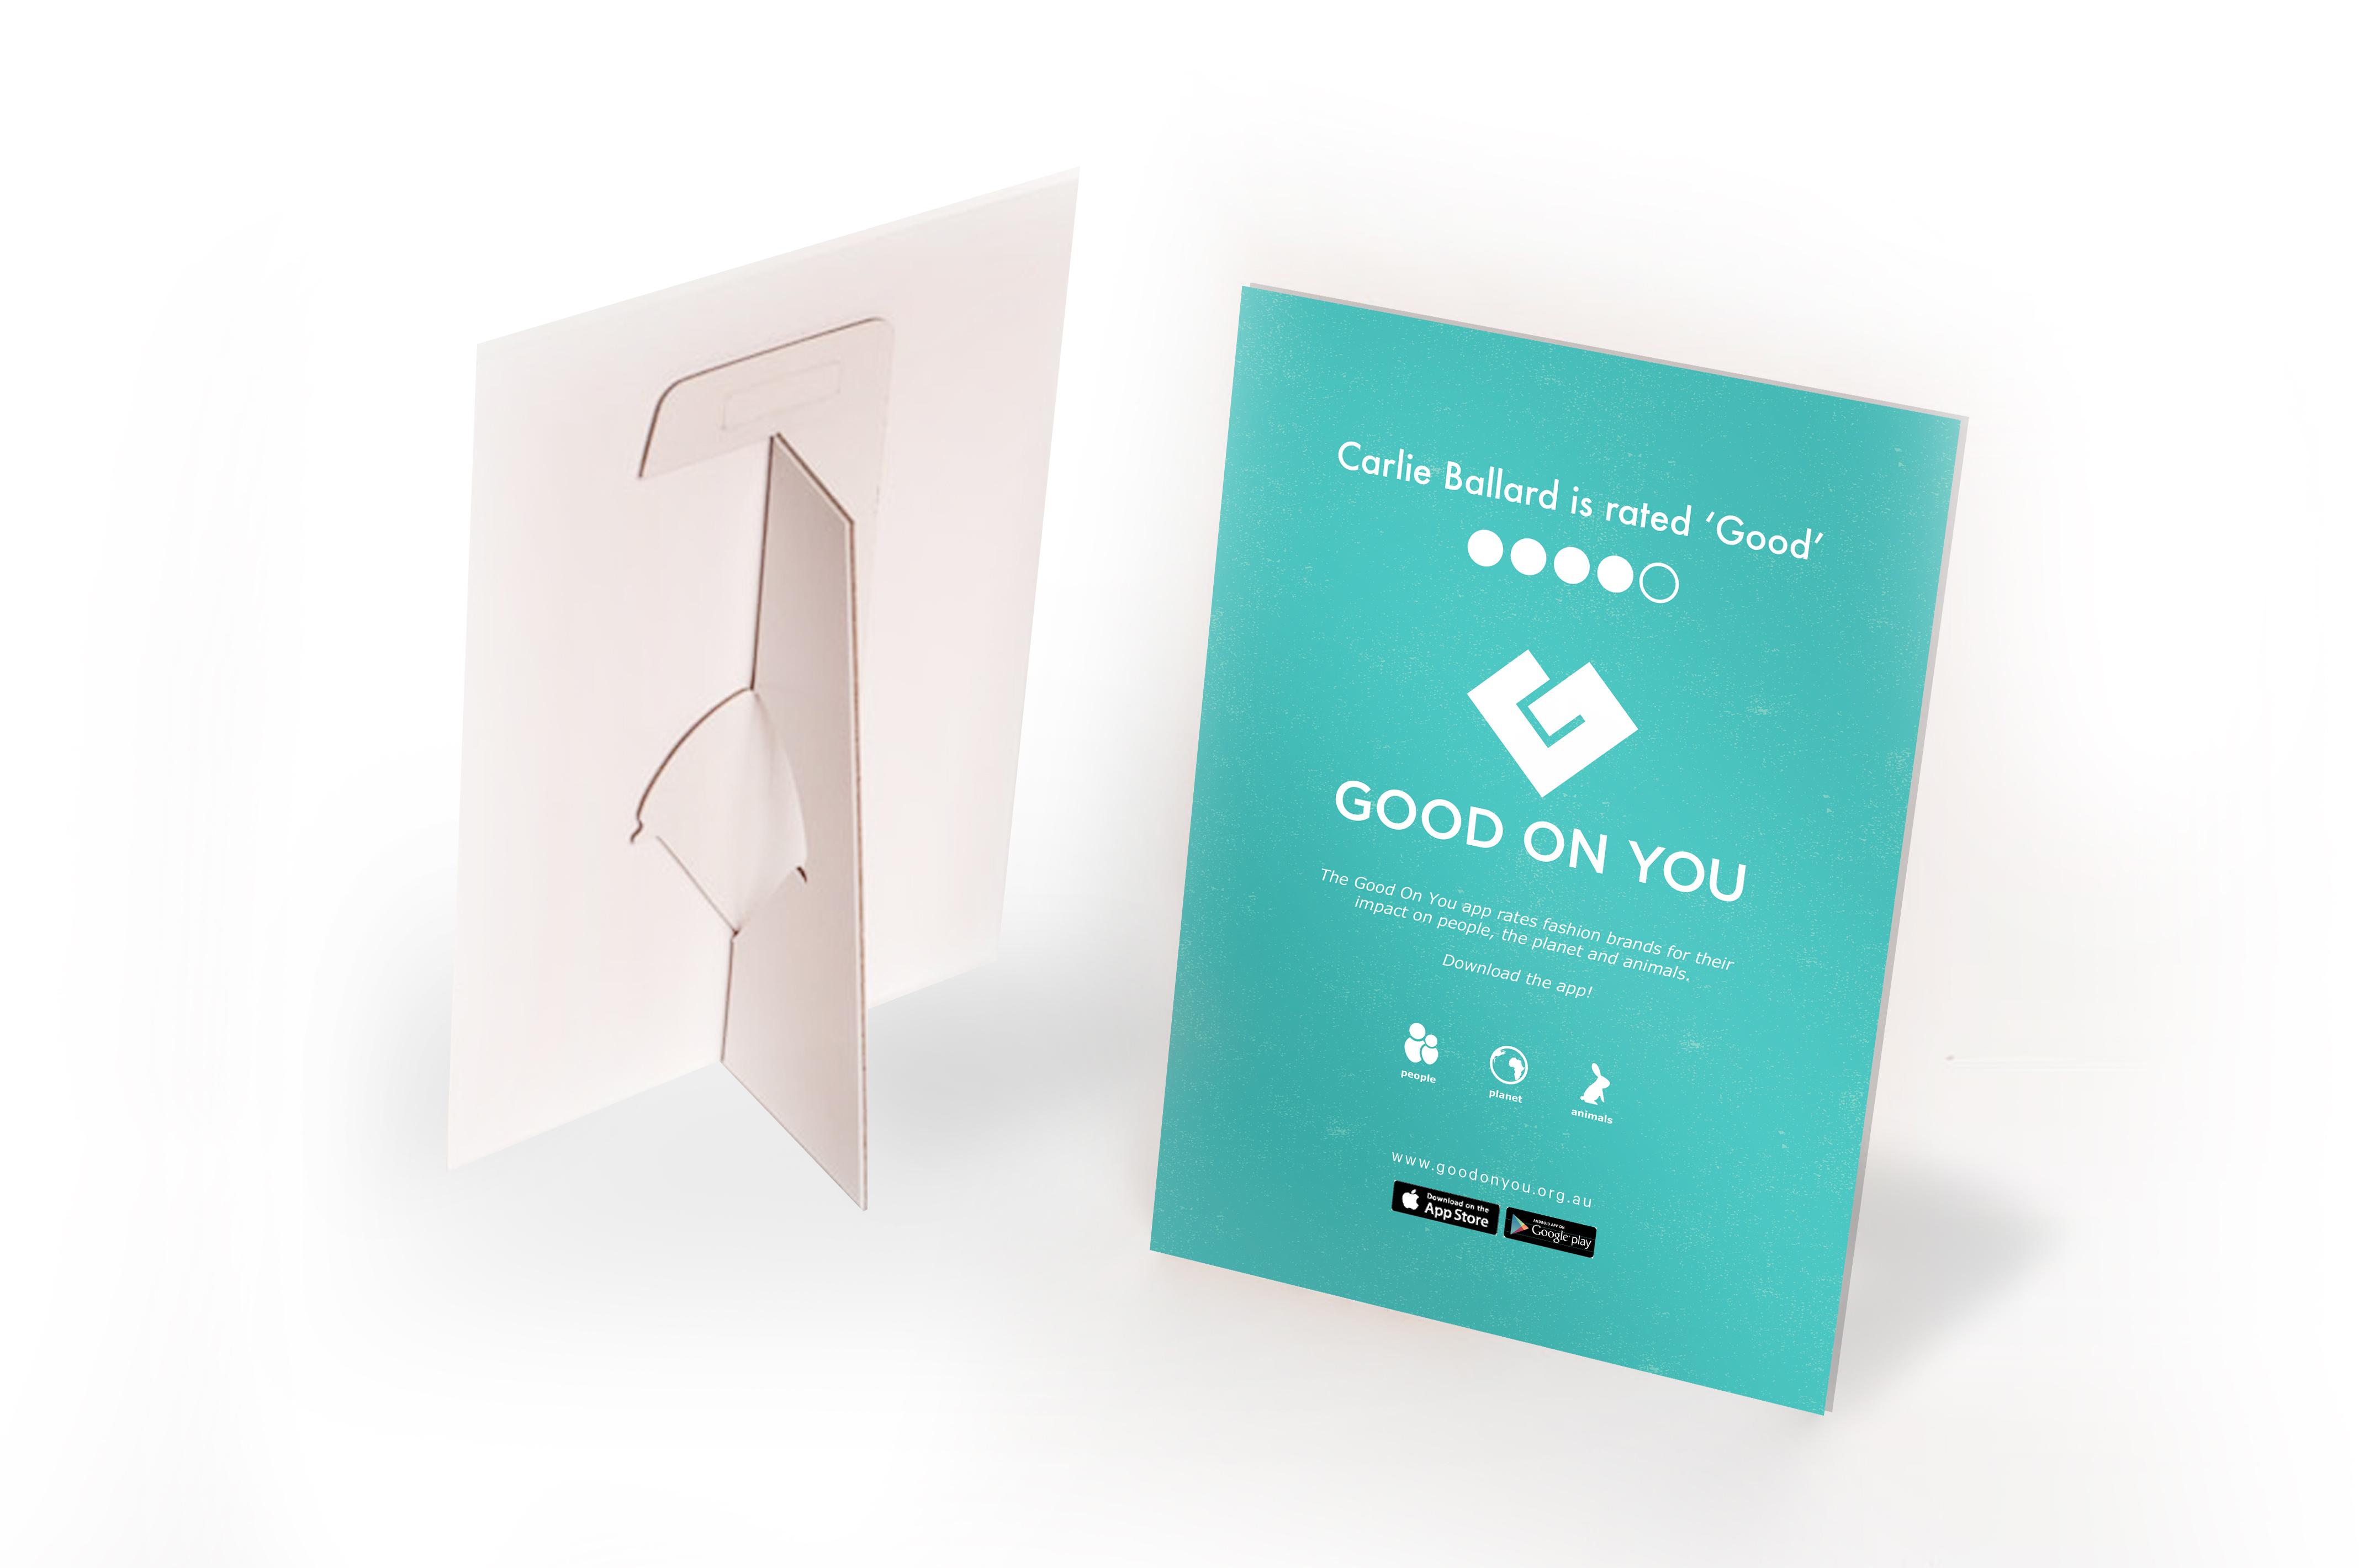 Carlie Ballard is rated ‘Good’
GOOD ON YOU
The Good On You app rates fashion brands for their
impact on people, the planet and animals.
Download the app!
people
planet
animals
www.goodonyou.org.au
Download on the
App Store
ANDROID APP ON
Google play